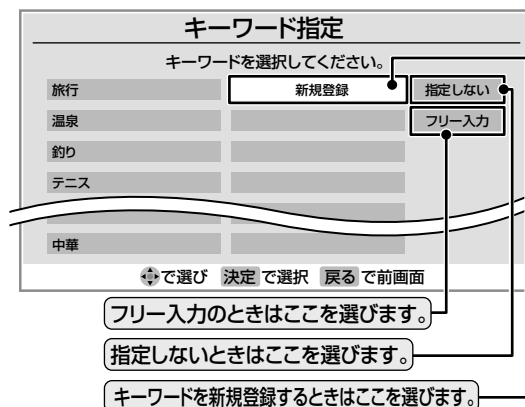 キーワード指定
キーワードを選択してください。
旅行 新規登録 指定しない
温泉 フリー入力
釣り
テニス
中華
で選び 決定 で選択 戻る で前画面
フリー入力のときはここを選びます。
指定しないときはここを選びます。
キーワードを新規登録するときはここを選びます。